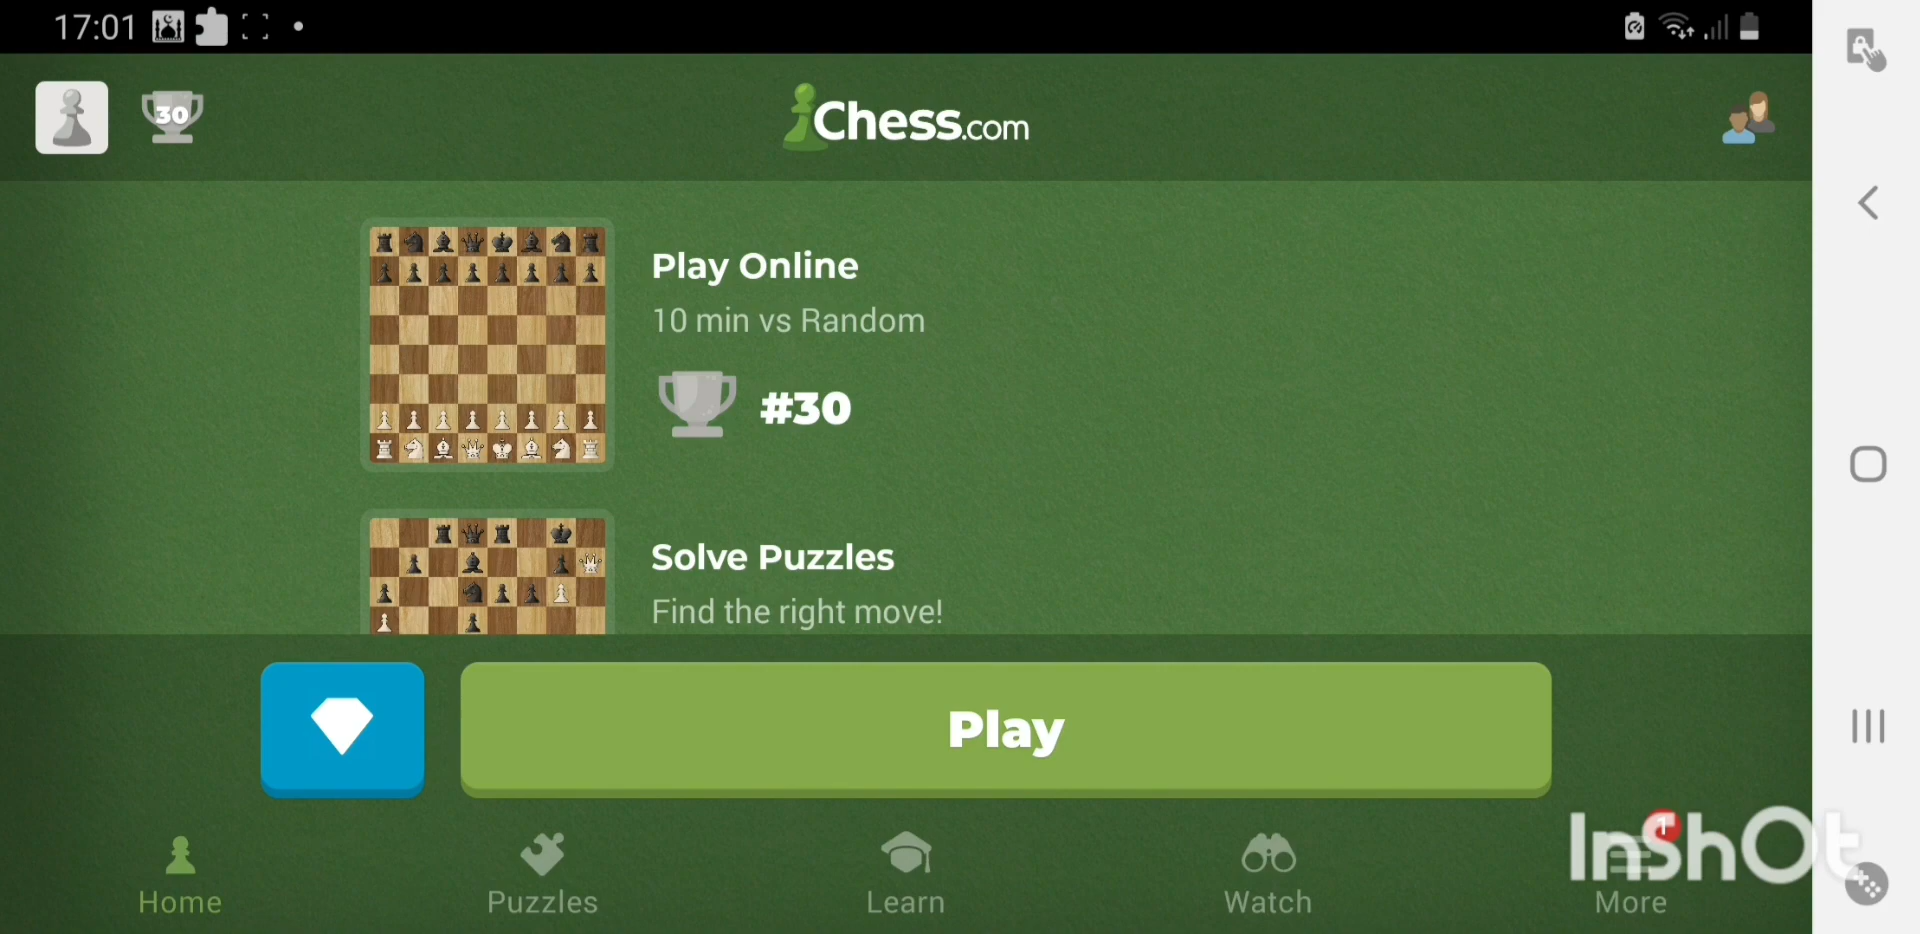 17:01
30
Chess.com
Play Online
10 min vs Random
#30
Solve Puzzles
Find the right move!
Play
1
InShOt
Home
Puzzles
Learn
Watch
More